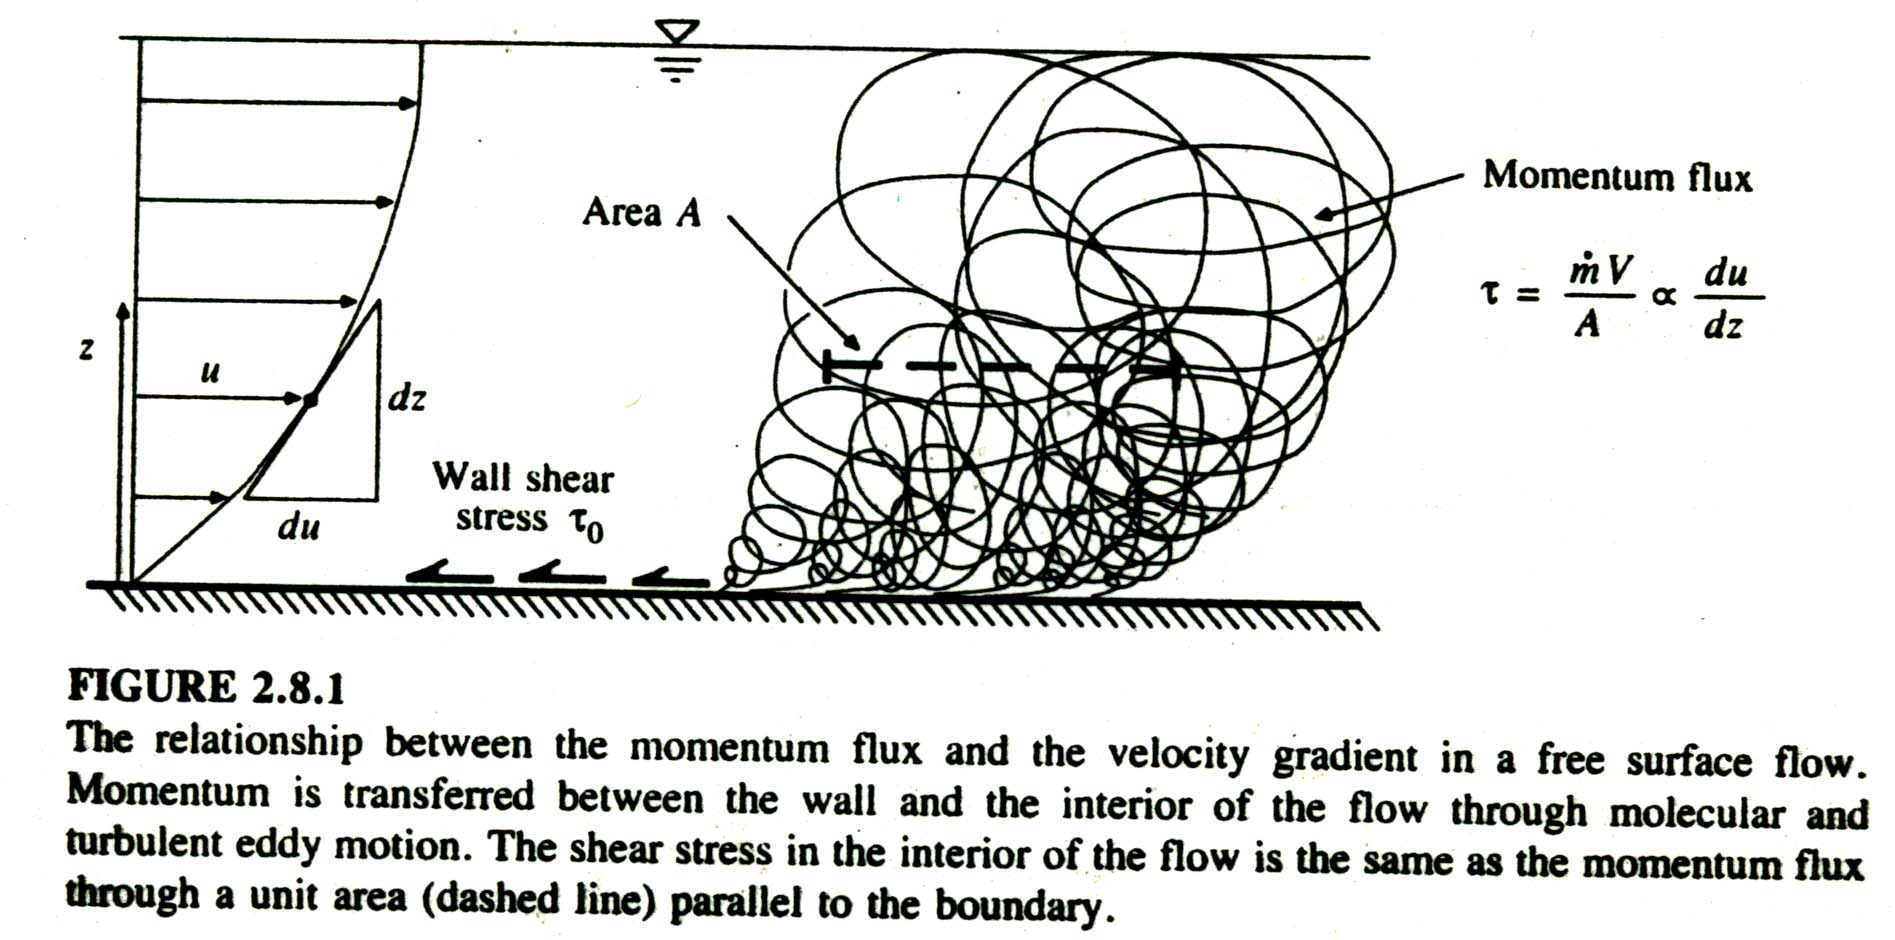 Momentum flux
Area A
τ = ṁV / A ∝ du / dz
z
u
dz
du
Wall shear
stress τ₀
FIGURE 2.8.1
The relationship between the momentum flux and the velocity gradient in a free surface flow.
Momentum is transferred between the wall and the interior of the flow through molecular and
turbulent eddy motion. The shear stress in the interior of the flow is the same as the momentum flux
through a unit area (dashed line) parallel to the boundary.